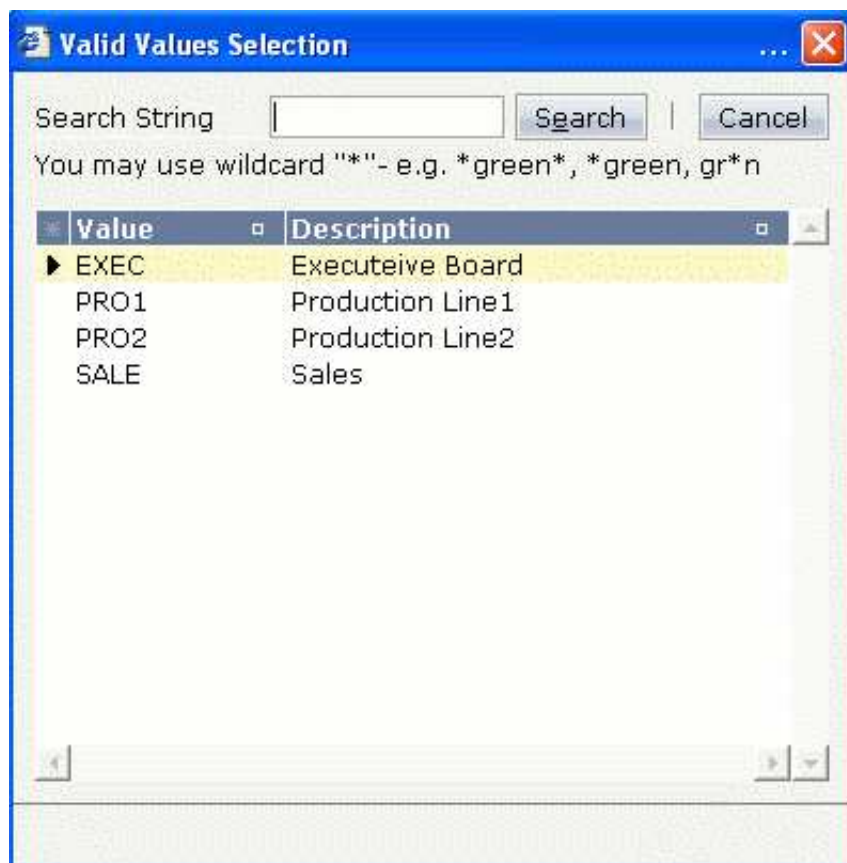 Valid Values Selection ...
Search String Search | Cancel
You may use wildcard "*"- e.g. *green*, *green, gr*n
Value Description
EXEC Executeive Board
PRO1 Production Line1
PRO2 Production Line2
SALE Sales